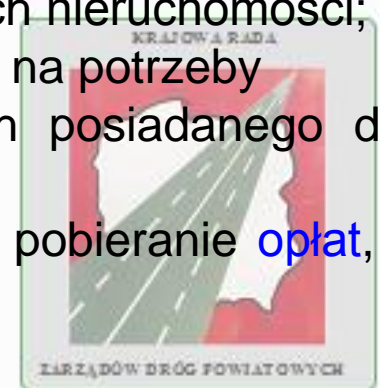 ch nieruchomości;
KRAJOWA RADA
na potrzeby
posiadanego d
pobieranie opłat,
ZARZĄDÓW DRÓG POWIATOWYCH